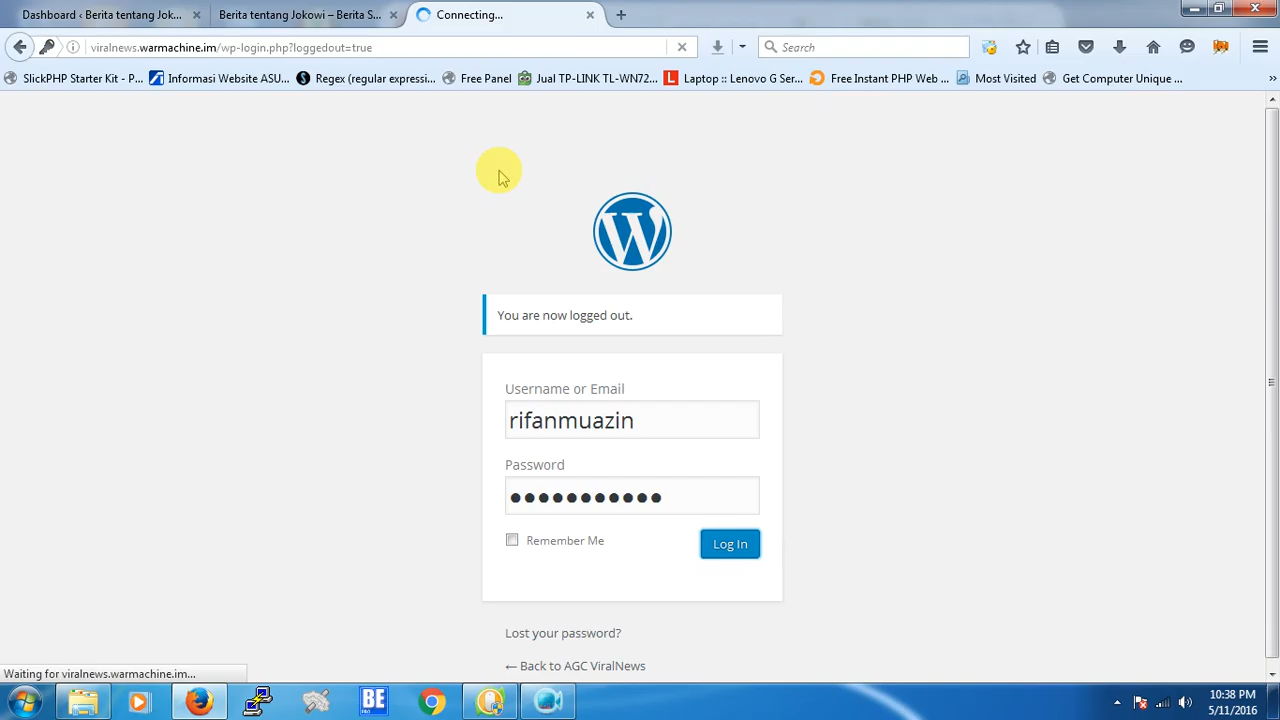 Dashboard ‹ Berita tentang Jok...
Berita tentang Jokowi – Berita S...
Connecting...
viralnews.warmachine.im/wp-login.php?loggedout=true
Search
SlickPHP Starter Kit - P...
Informasi Website ASU...
Regex (regular expressi...
Free Panel
Jual TP-LINK TL-WN72...
Laptop :: Lenovo G Ser...
Free Instant PHP Web ...
Most Visited
Get Computer Unique ...
You are now logged out.
Username or Email
rifanmuazin
Password
Remember Me
Log In
Lost your password?
← Back to AGC ViralNews
Waiting for viralnews.warmachine.im...
BE
PRO
10:38 PM
5/11/2016